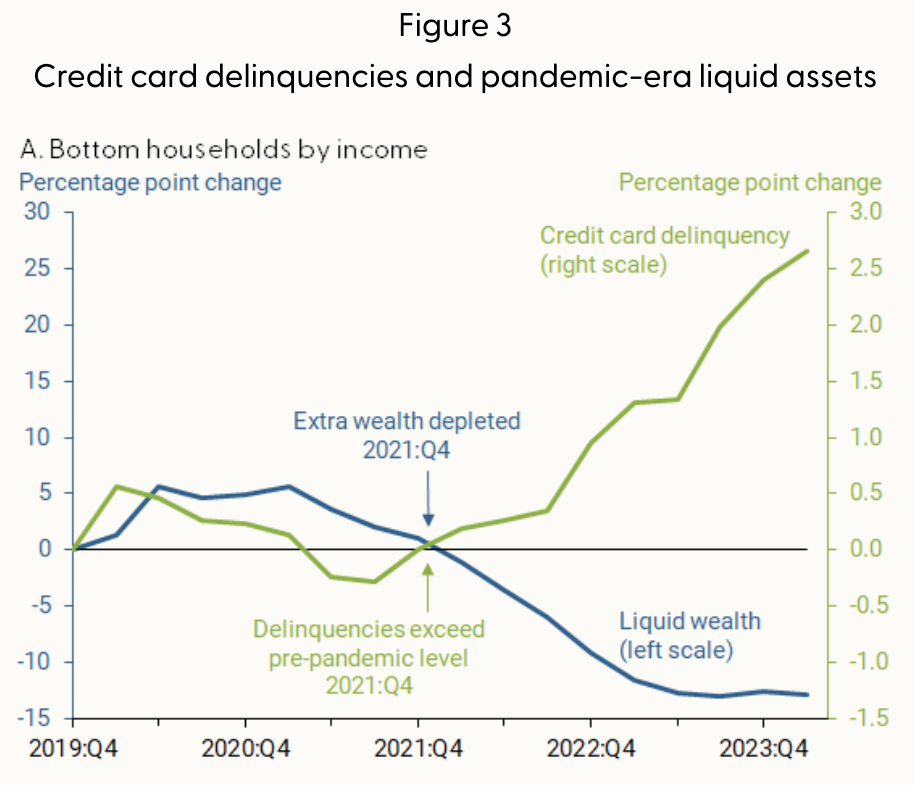 Figure 3
Credit card delinquencies and pandemic-era liquid assets
A. Bottom households by income
Percentage point change
Percentage point change
30
25
20
15
10
5
0
-5
-10
-15
3.0
2.5
2.0
1.5
1.0
0.5
0.0
-0.5
-1.0
-1.5
Credit card delinquency
(right scale)
Extra wealth depleted
2021:Q4
Delinquencies exceed
pre-pandemic level
2021:Q4
Liquid wealth
(left scale)
2019:Q4
2020:Q4
2021:Q4
2022:Q4
2023:Q4